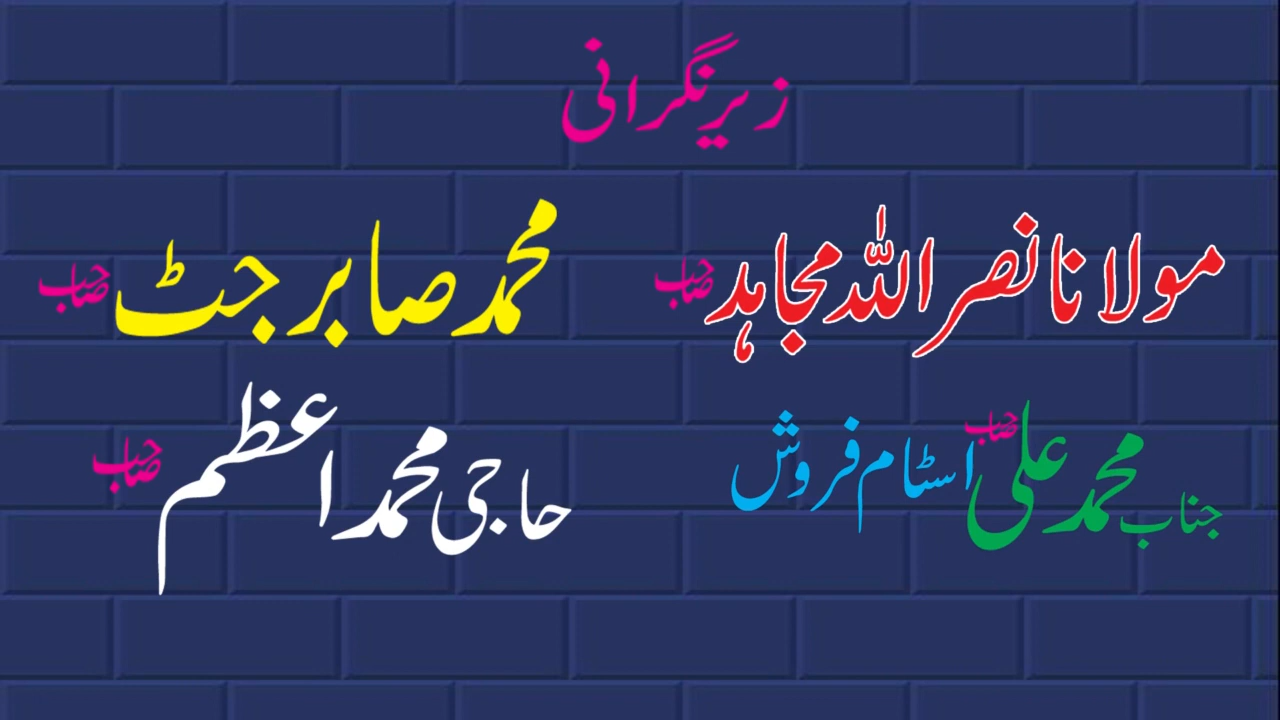 زیر نگرانی
مولانا نصر اللہ مجاہد صاحب
محمد صابر جٹ صاحب
جناب محمد علی صاحب اسٹام فروش
حاجی محمد اعظم صاحب